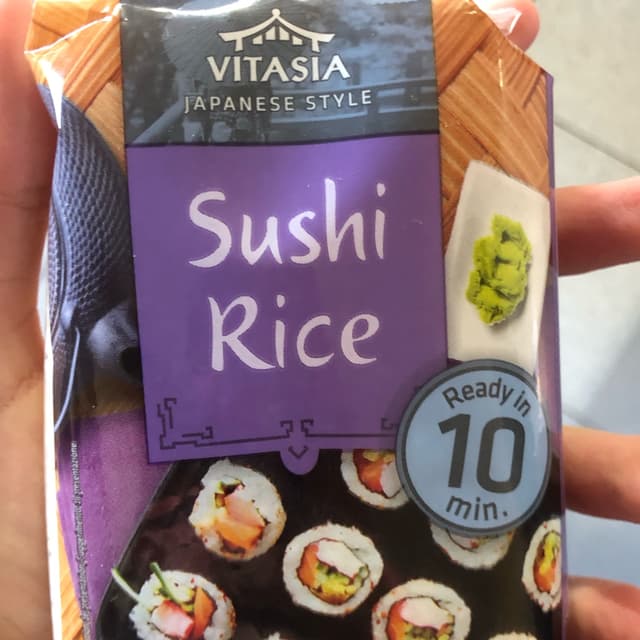 VITASIA
JAPANESE STYLE
Sushi
Rice
Ready in
10
min.